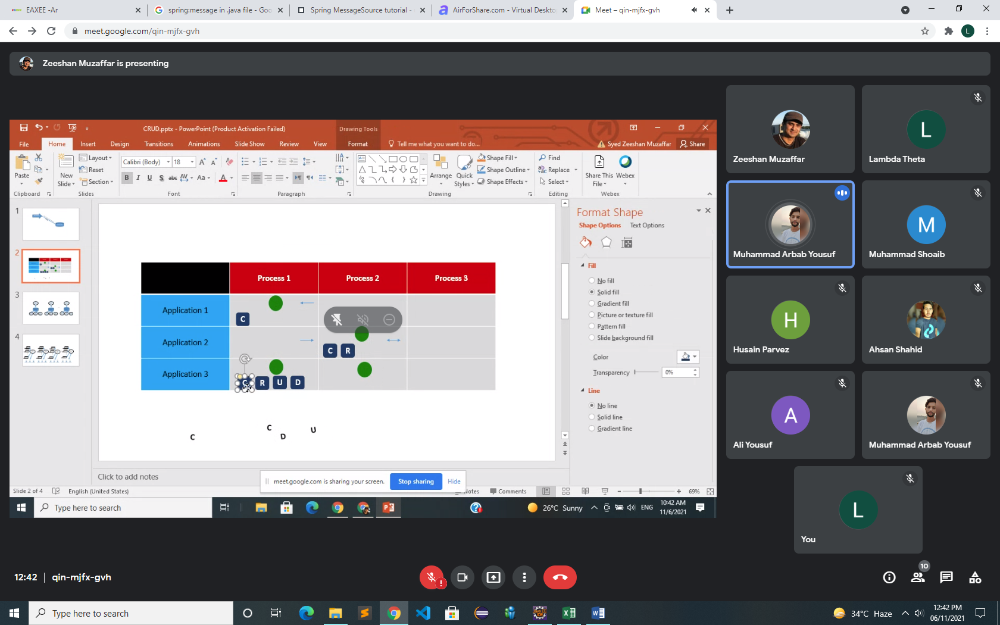 EAXEE -Ar
spring:message in .java file - Goo
Spring MessageSource tutorial -
AirForShare.com - Virtual Deskto
Meet – qin-mjfx-gvh
meet.google.com/qin-mjfx-gvh
L
Zeeshan Muzaffar is presenting
CRUD.pptx - PowerPoint (Product Activation Failed)
Drawing Tools
File Home Insert Design Transitions Animations Slide Show Review View Format Tell me what you want to do... Syed Zeeshan Muzaffar Share
Paste
New Slide
Layout
Reset
Section
Calibri (Body) 18
B I U S abc AV Aa A
Shape Fill
Shape Outline
Shape Effects
Arrange
Quick Styles
Find
Replace
Select
Share This File
Webex
Clipboard Slides Font Paragraph Drawing Editing Webex
1
2
3
4
Process 1 Process 2 Process 3
Application 1
C
Application 2
C R
Application 3
C R U D
C
C
D
U
Format Shape
Shape Options Text Options
Fill
No fill
Solid fill
Gradient fill
Picture or texture fill
Pattern fill
Slide background fill
Color
Transparency 0%
Line
No line
Solid line
Gradient line
Click to add notes
meet.google.com is sharing your screen. Stop sharing Hide
Slide 2 of 4 English (United States) Notes Comments 69%
Type here to search
26°C Sunny ENG
10:42 AM
11/6/2021
Zeeshan Muzaffar
L
Lambda Theta
Muhammad Arbab Yousuf
M
Muhammad Shoaib
H
Husain Parvez
Ahsan Shahid
A
Ali Yousuf
Muhammad Arbab Yousuf
L
You
12:42 | qin-mjfx-gvh
10
Type here to search
34°C Haze
12:42 PM
06/11/2021